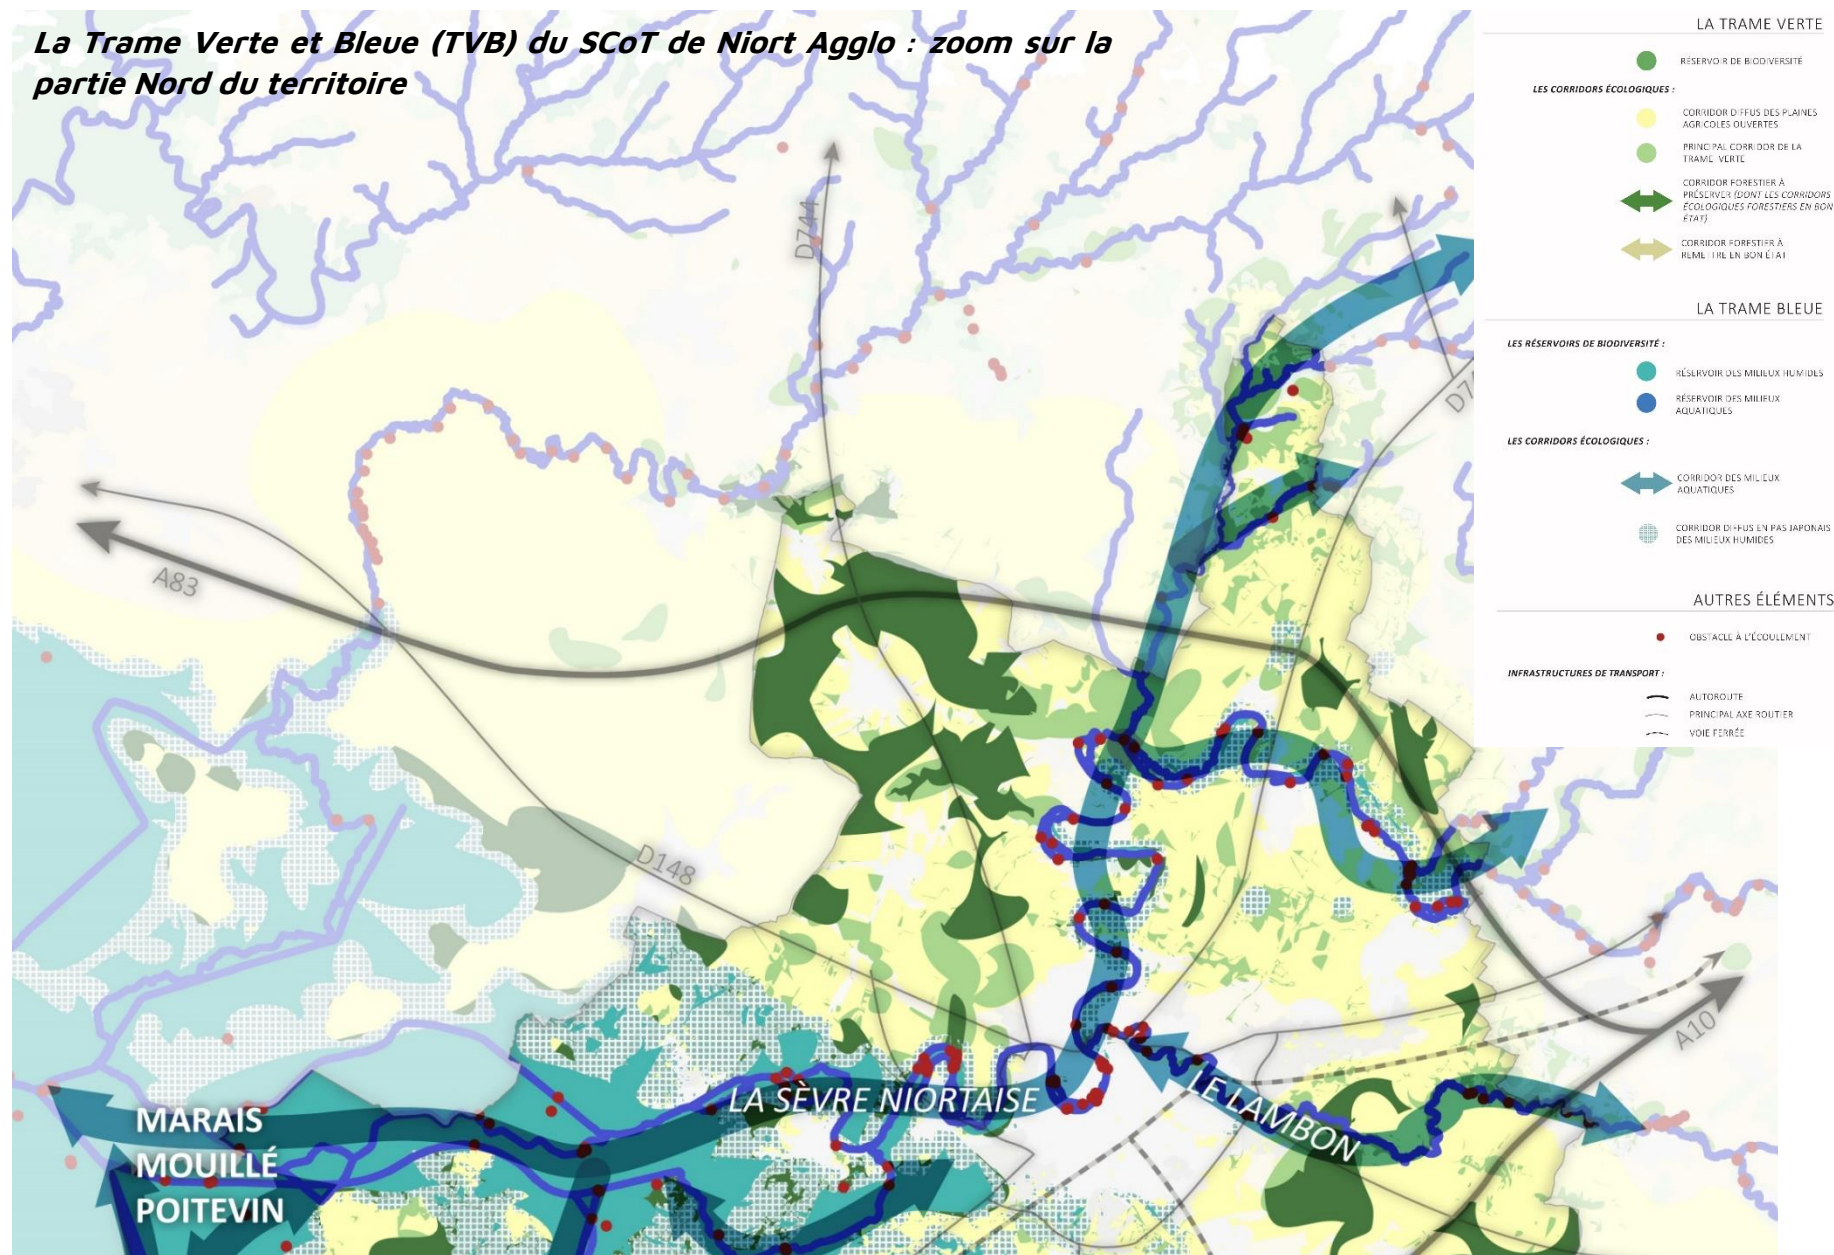 La Trame Verte et Bleue (TVB) du SCoT de Niort Agglo : zoom sur la
partie Nord du territoire
LA TRAME VERTE
RÉSERVOIR DE BIODIVERSITÉ
LES CORRIDORS ÉCOLOGIQUES :
CORRIDOR DIFFUS DES PLAINES
AGRICOLES OUVERTES
PRINCIPAL CORRIDOR DE LA
TRAME VERTE
CORRIDOR FORESTIER À
PRÉSERVER (DONT LES CORRIDORS
ÉCOLOGIQUES FORESTIERS EN BON
ÉTAT)
CORRIDOR FORESTIER À
REMETTRE EN BON ÉTAT
LA TRAME BLEUE
LES RÉSERVOIRS DE BIODIVERSITÉ :
RÉSERVOIR DES MILIEUX HUMIDES
RÉSERVOIR DES MILIEUX
AQUATIQUES
LES CORRIDORS ÉCOLOGIQUES :
CORRIDOR DES MILIEUX
AQUATIQUES
CORRIDOR DIFFUS EN PAS JAPONAIS
DES MILIEUX HUMIDES
AUTRES ÉLÉMENTS
OBSTACLE À L'ÉCOULEMENT
INFRASTRUCTURES DE TRANSPORT :
AUTOROUTE
PRINCIPAL AXE ROUTIER
VOIE FERRÉE
D744
A83
D148
A10
LA SÈVRE NIORTAISE
LE LAMBON
MARAIS
MOUILLÉ
POITEVIN